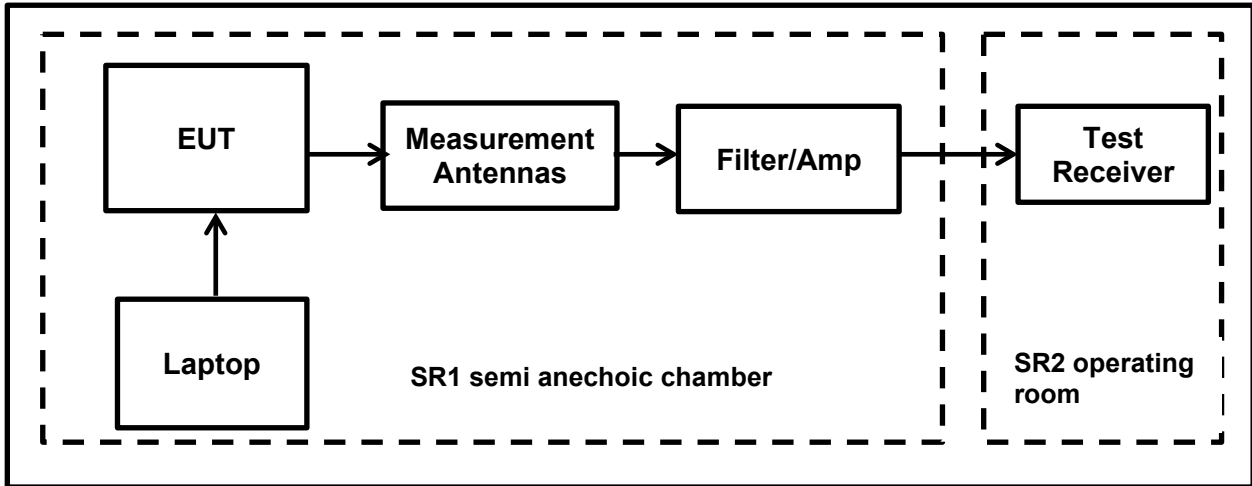 EUT
Measurement
Antennas
Filter/Amp
Test
Receiver
Laptop
SR1 semi anechoic chamber
SR2 operating
room